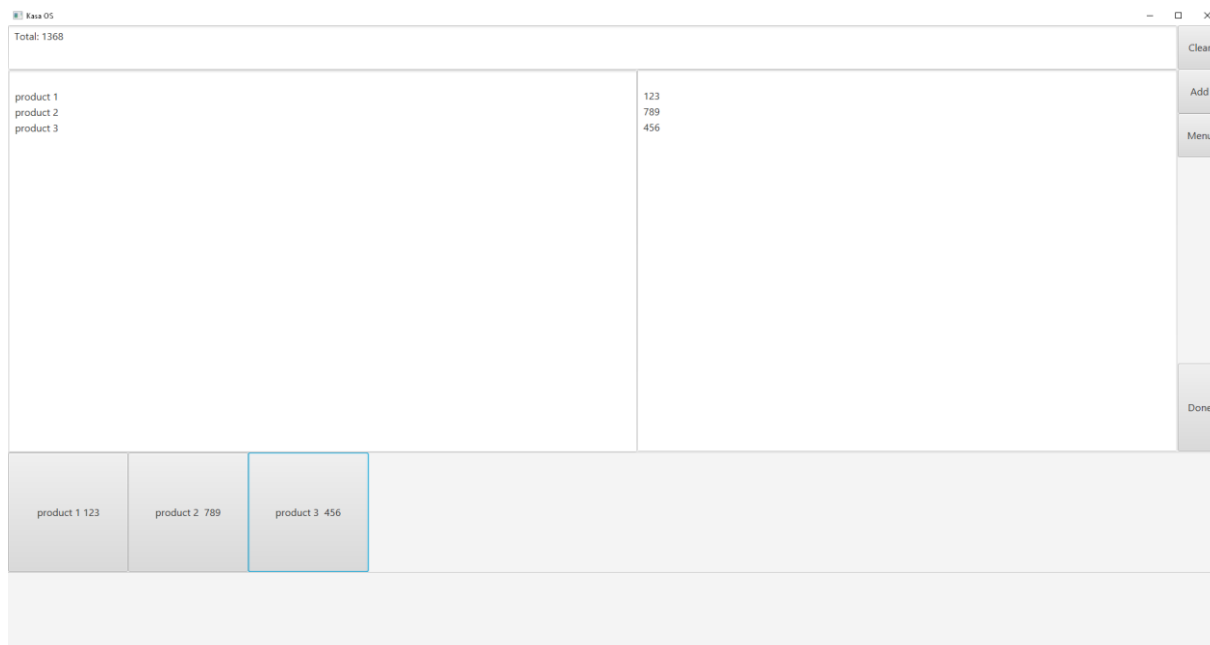 Kasa OS
Total: 1368
Clear
product 1 123
product 2 789
product 3 456
Add
Menu
Done
product 1 123
product 2 789
product 3 456